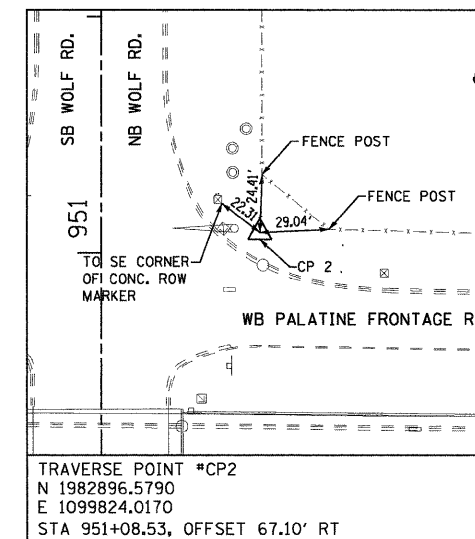 SB WOLF RD.
NB WOLF RD.
951
FENCE POST
FENCE POST
24.41'
22.31'
29.04'
CP 2
TO SE CORNER
OF CONC. ROW
MARKER
WB PALATINE FRONTAGE R
TRAVERSE POINT #CP2
N 1982896.5790
E 1099824.0170
STA 951+08.53, OFFSET 67.10' RT